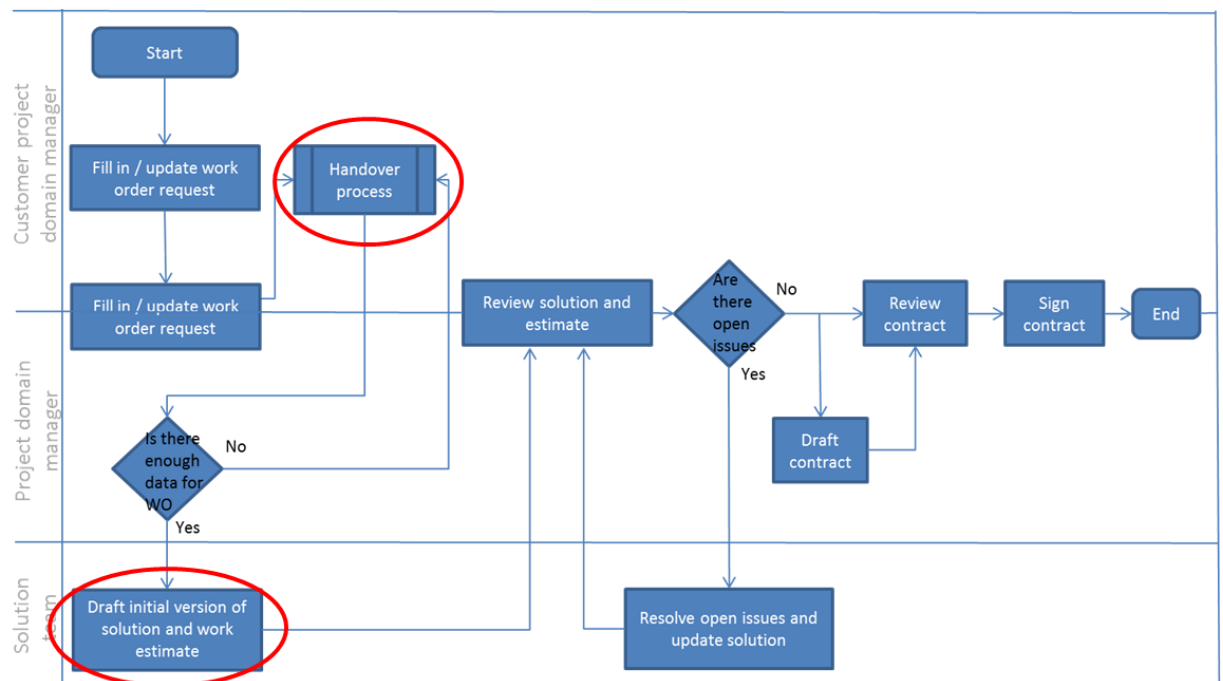 Customer project
domain manager
Start
Fill in / update work
order request
Handover
process
Fill in / update work
order request
Review solution and
estimate
Are
there
open
issues
No
Yes
Review
contract
Sign
contract
End
Project domain
manager
Is there
enough
data for
WO
No
Yes
Draft
contract
Solution
team
Draft initial version of
solution and work
estimate
Resolve open issues and
update solution